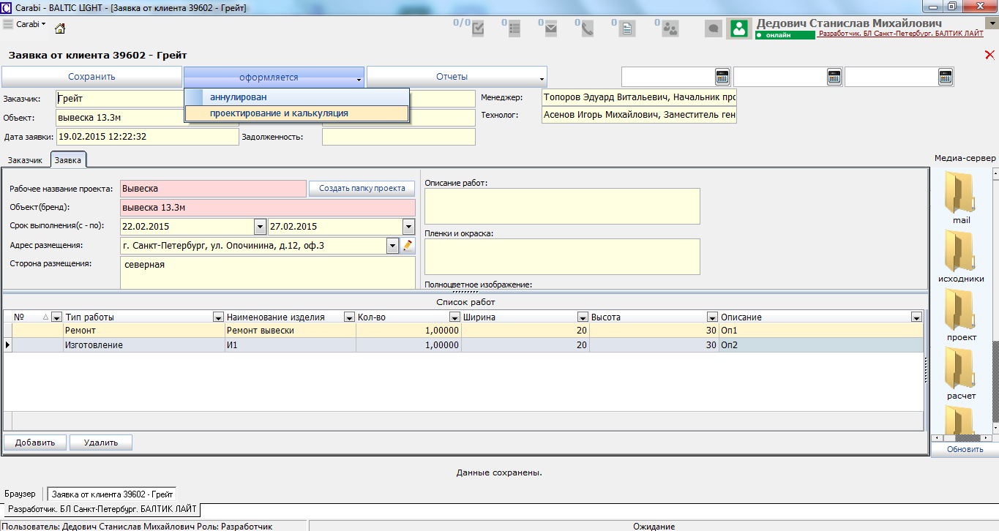 Carabi - BALTIC LIGHT - [Заявка от клиента 39602 - Грейт]
Carabi
0/0 0 0 0 0 0
Дедович Станислав Михайлович
онлайн Разработчик. БЛ Санкт-Петербург. БАЛТИК ЛАЙТ
Заявка от клиента 39602 - Грейт
Сохранить оформляется Отчеты
аннулирован
проектирование и калькуляция
Заказчик: Грейт Менеджер: Топоров Эдуард Витальевич, Начальник прс
Объект: вывеска 13.3м Технолог: Асенов Игорь Михайлович, Заместитель ген
Дата заявки: 19.02.2015 12:22:32 Задолженность:
Заказчик Заявка Медиа-сервер
Рабочее название проекта: Вывеска Создать папку проекта Описание работ:
Объект(бренд): вывеска 13.3м
Срок выполнения(с - по): 22.02.2015 27.02.2015
Пленки и окраска:
Адрес размещения: г. Санкт-Петербург, ул. Опочинина, д.12, оф.3
Сторона размещения: северная
Полноцветное изображение:
mail
исходники
проект
расчет
Обновить
Список работ
№ Тип работы Наименование изделия Кол-во Ширина Высота Описание
Ремонт Ремонт вывески 1,00000 20 30 Оп1
Изготовление И1 1,00000 20 30 Оп2
Добавить Удалить
Данные сохранены.
Браузер Заявка от клиента 39602 - Грейт
Разработчик. БЛ Санкт-Петербург. БАЛТИК ЛАЙТ
Пользователь: Дедович Станислав Михайлович Роль: Разработчик Ожидание